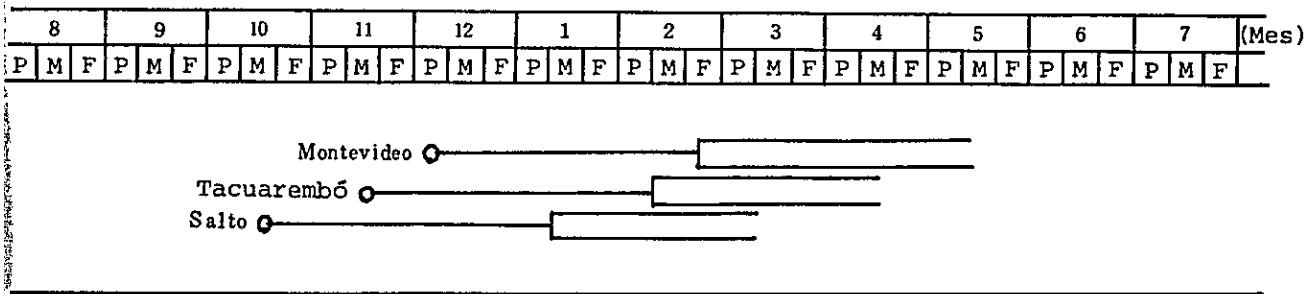 8 9 10 11 12 1 2 3 4 5 6 7 (Mes)
P M F P M F P M F P M F P M F P M F P M F P M F P M F P M F P M F P M F
Montevideo
Tacuarembó
Salto